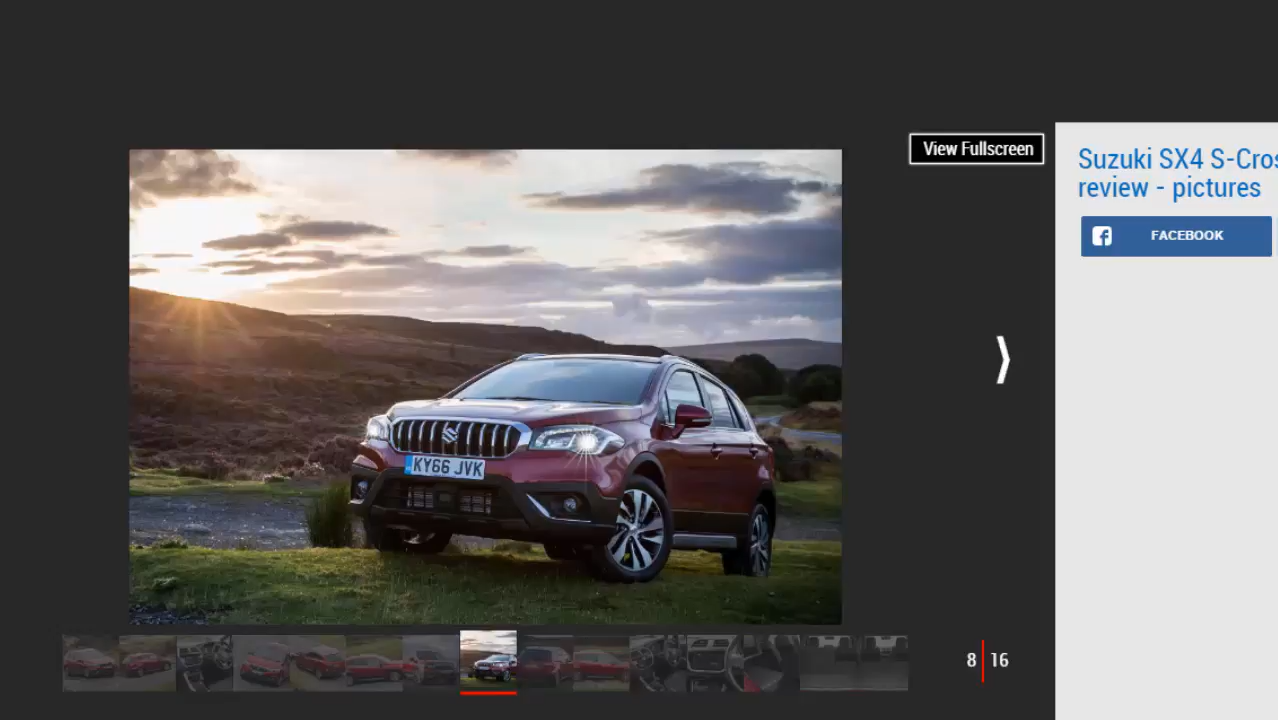 View Fullscreen
Suzuki SX4 S-Cros
review - pictures
FACEBOOK
KY66 JVK
8 16